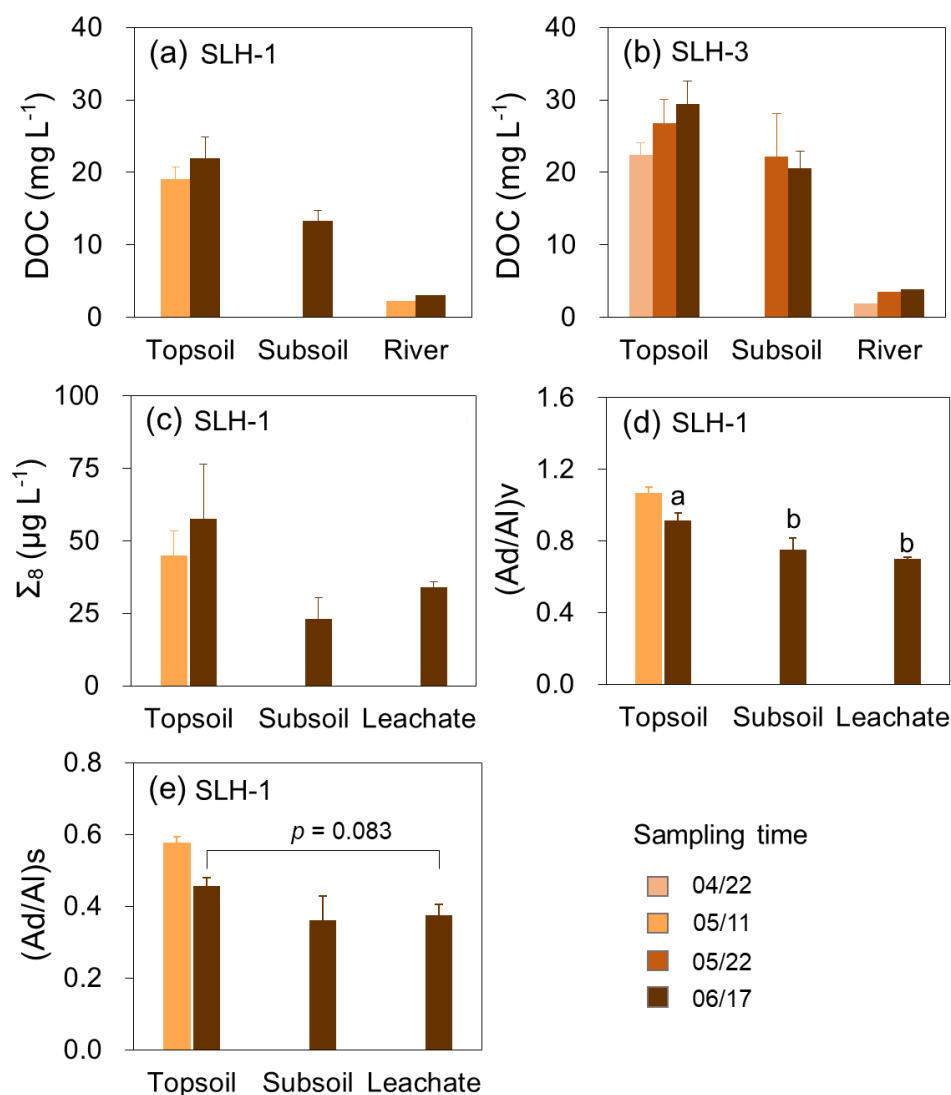 (a) SLH-1
DOC (mg L⁻¹)
40
30
20
10
0
Topsoil Subsoil River
(b) SLH-3
DOC (mg L⁻¹)
40
30
20
10
0
Topsoil Subsoil River
(c) SLH-1
Σ₈ (µg L⁻¹)
100
75
50
25
0
Topsoil Subsoil Leachate
(d) SLH-1
(Ad/Al)v
1.6
1.2
0.8
0.4
0.0
a
b
b
Topsoil Subsoil Leachate
(e) SLH-1
(Ad/Al)s
0.8
0.6
0.4
0.2
0.0
p = 0.083
Topsoil Subsoil Leachate
Sampling time
04/22
05/11
05/22
06/17